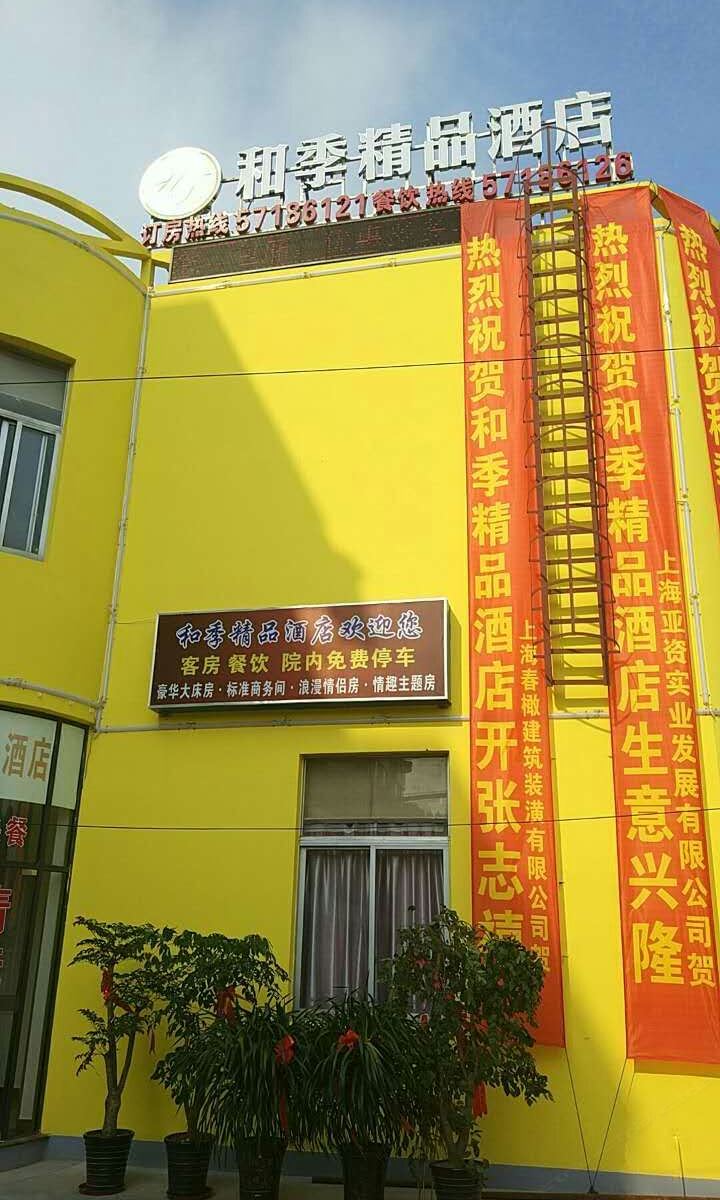 和季精品酒店
订房热线57186121餐饮热线57186126
和季精品酒店欢迎您
客房 餐饮 院内免费停车
豪华大床房·标准商务间·浪漫情侣房·情趣主题房
热烈祝贺和季精品酒店开张志禧
上海春橄建筑装潢有限公司贺
热烈祝贺和季精品酒店生意兴隆
上海亚资实业发展有限公司贺
热烈祝贺和季
酒店
餐